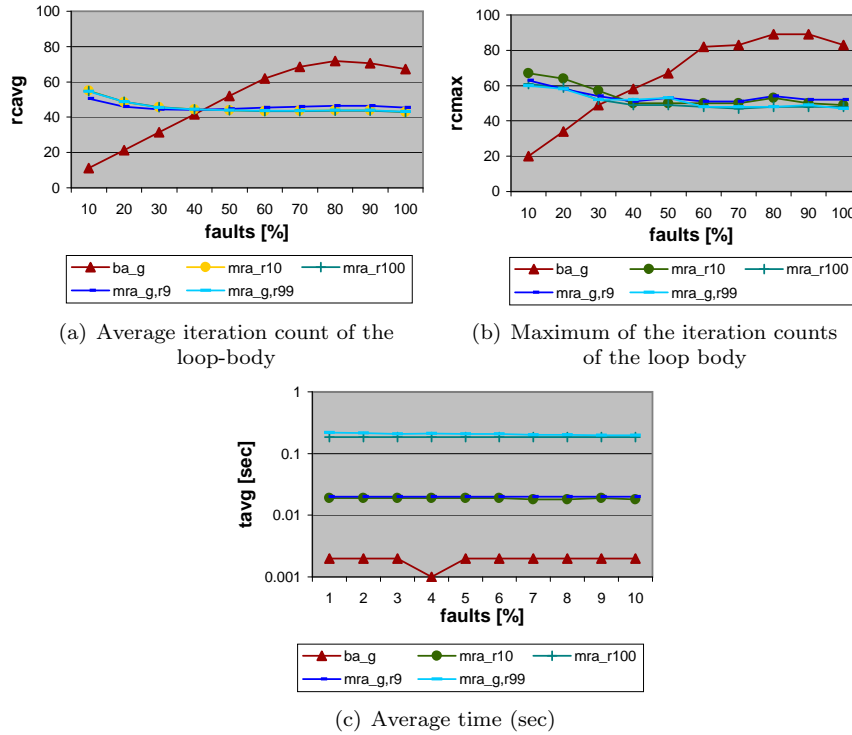 100
80
60
40
20
0
rcavg
10 20 30 40 50 60 70 80 90 100
faults [%]
ba_g mra_r10 mra_r100
mra_g,r9 mra_g,r99
(a) Average iteration count of the
loop-body
100
80
60
40
20
0
rcmax
10 20 30 40 50 60 70 80 90 100
faults [%]
ba_g mra_r10 mra_r100
mra_g,r9 mra_g,r99
(b) Maximum of the iteration counts
of the loop body
1
0.1
0.01
0.001
tavg [sec]
1 2 3 4 5 6 7 8 9 10
faults [%]
ba_g mra_r10 mra_r100
mra_g,r9 mra_g,r99
(c) Average time (sec)